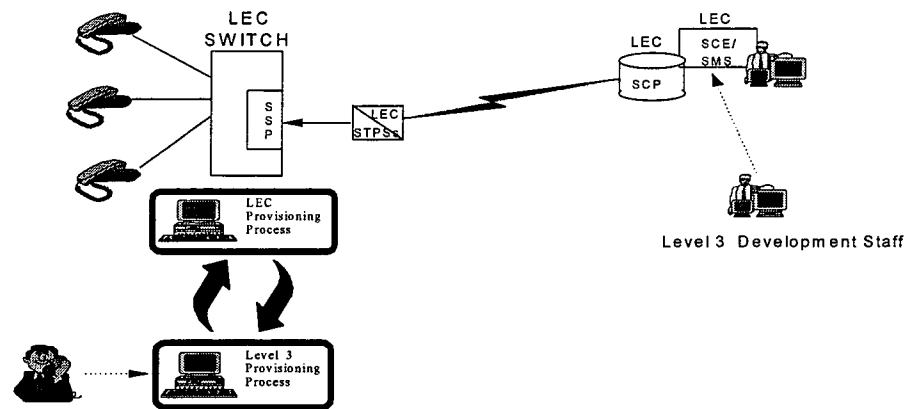 LEC
SWITCH
SSP
LEC
STPSs
LEC
SCP
LEC
SCE/
SMS
Level 3 Development Staff
LEC
Provisioning
Process
Level 3
Provisioning
Process